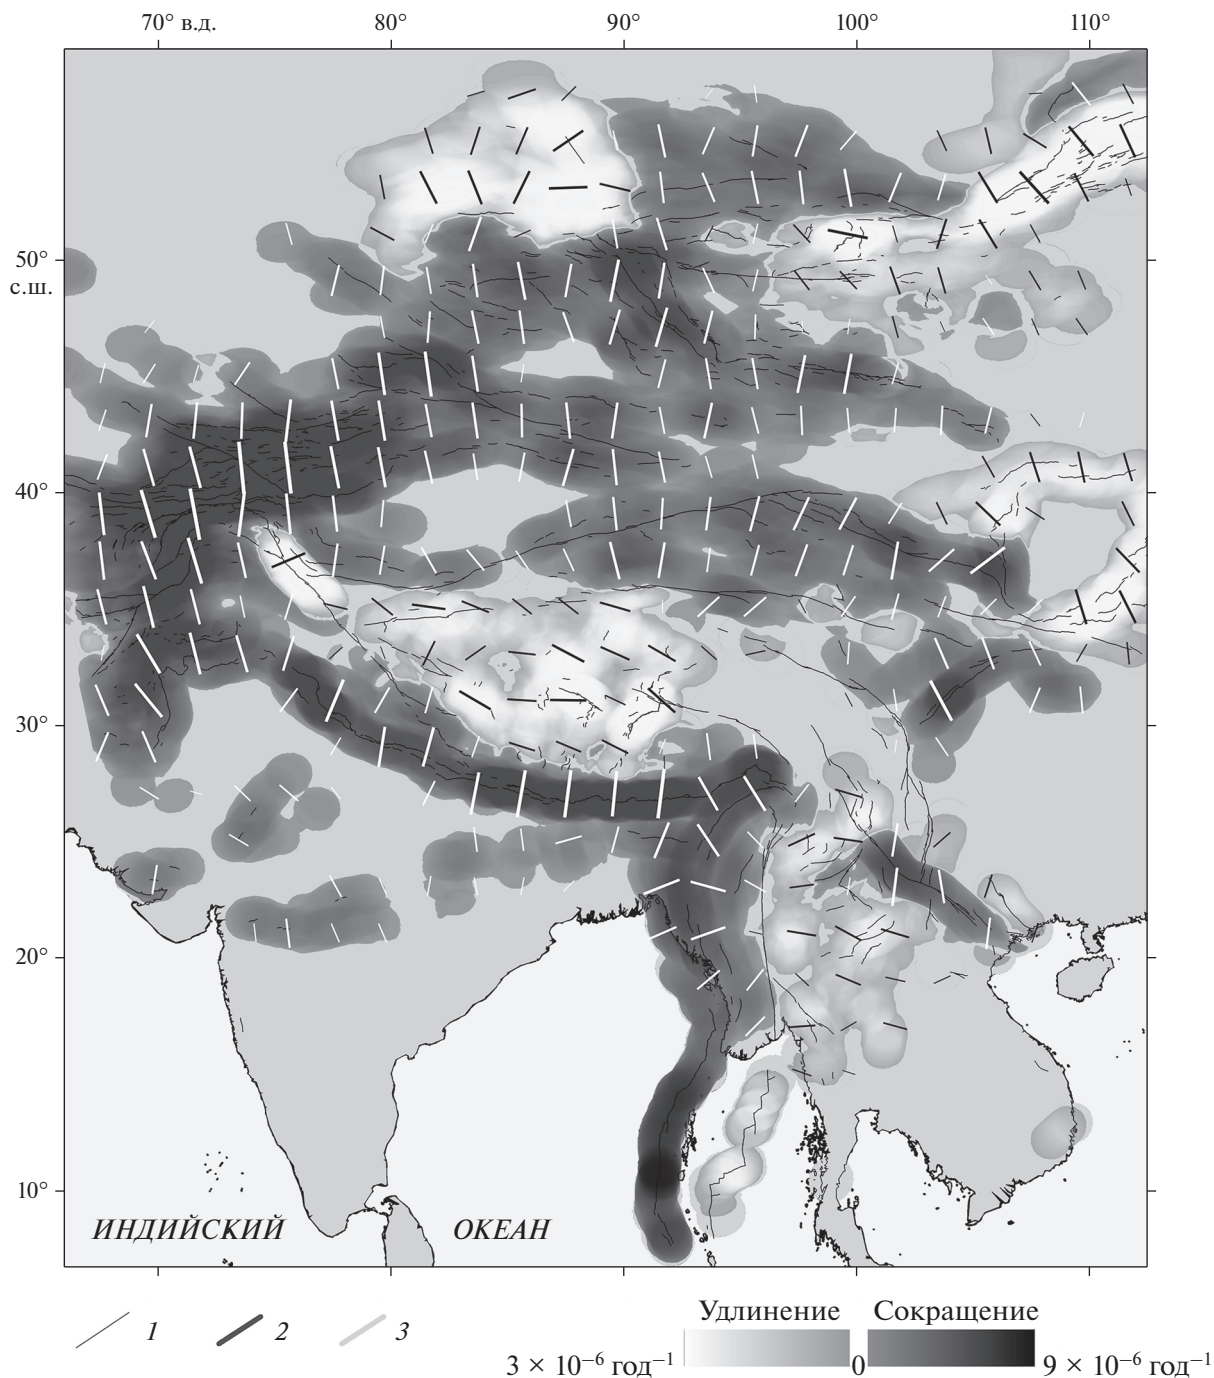 70° в.д. 80° 90° 100° 110°
50°
с.ш.
40°
30°
20°
10°
ИНДИЙСКИЙ ОКЕАН
1 2 3
Удлинение Сокращение
3 × 10⁻⁶ год⁻¹ 0 9 × 10⁻⁶ год⁻¹